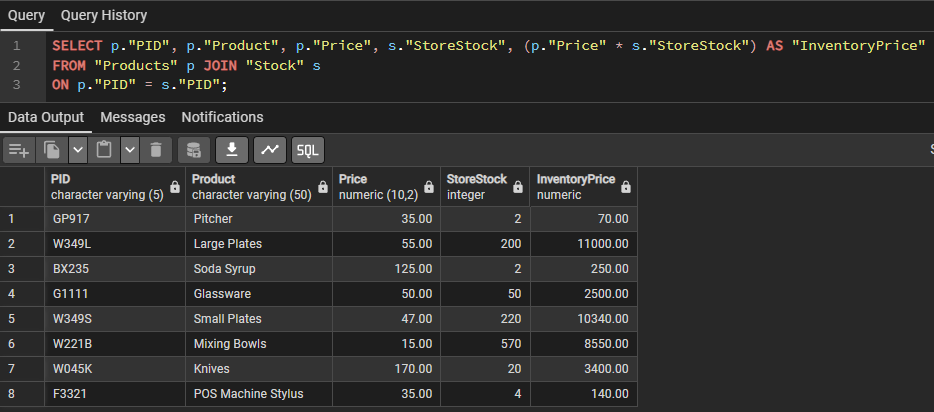 Query Query History
1 SELECT p."PID", p."Product", p."Price", s."StoreStock", (p."Price" * s."StoreStock") AS "InventoryPrice"
2 FROM "Products" p JOIN "Stock" s
3 ON p."PID" = s."PID";
Data Output Messages Notifications
SQL
PID Product Price StoreStock InventoryPrice
character varying (5) character varying (50) numeric (10,2) integer numeric
1 GP917 Pitcher 35.00 2 70.00
2 W349L Large Plates 55.00 200 11000.00
3 BX235 Soda Syrup 125.00 2 250.00
4 G1111 Glassware 50.00 50 2500.00
5 W349S Small Plates 47.00 220 10340.00
6 W221B Mixing Bowls 15.00 570 8550.00
7 W045K Knives 170.00 20 3400.00
8 F3321 POS Machine Stylus 35.00 4 140.00